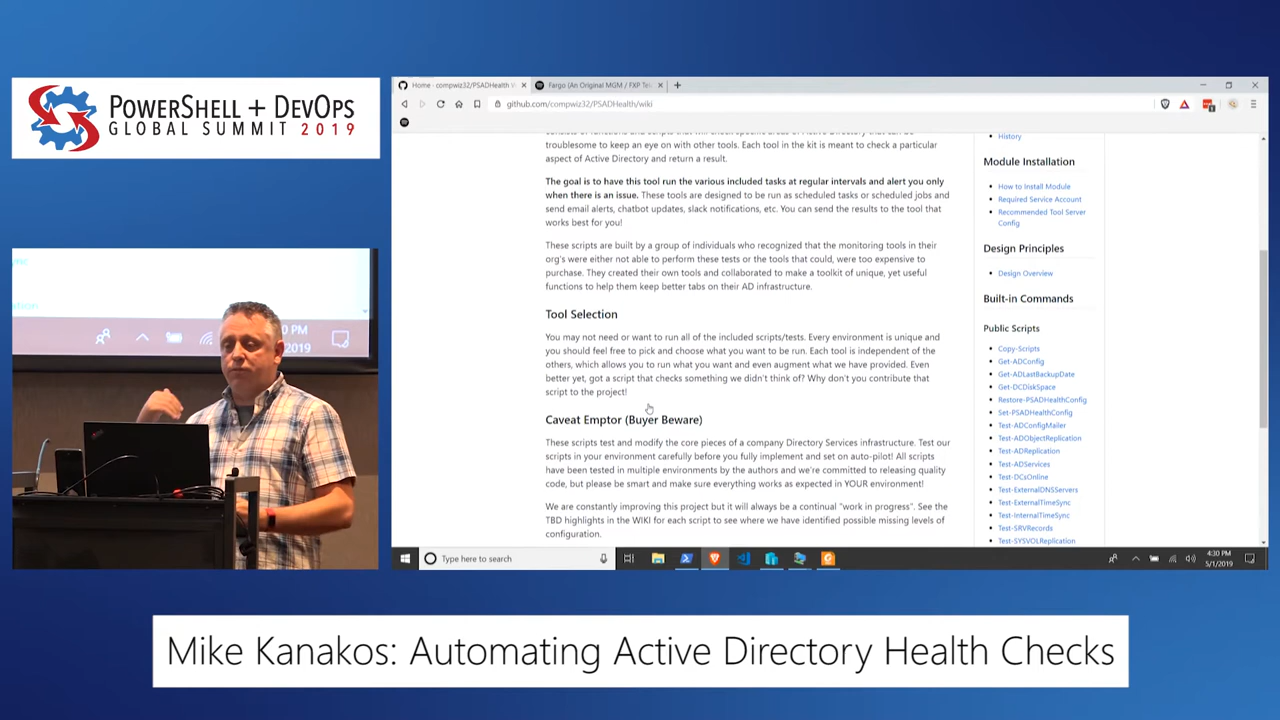 POWERSHELL + DEVOPS
GLOBAL SUMMIT 2019
Home · compwiz32/PSADHealth
Fargo (An Original MGM / FXP Te
github.com/compwiz32/PSADHealth/wiki
troublesome to keep an eye on with other tools. Each tool in the kit is meant to check a particular
aspect of Active Directory and return a result.
The goal is to have this tool run the various included tasks at regular intervals and alert you only
when there is an issue. These tools are designed to be run as scheduled tasks or scheduled jobs and
send email alerts, chatbot updates, slack notifications, etc. You can send the results to the tool that
works best for you!
These scripts are built by a group of individuals who recognized that the monitoring tools in their
org's were either not able to perform these tests or the tools that could, were too expensive to
purchase. They created their own tools and collaborated to make a toolkit of unique, yet useful
functions to help them keep better tabs on their AD infrastructure.
Tool Selection
You may not need or want to run all of the included scripts/tests. Every environment is unique and
you should feel free to pick and choose what you want to be run. Each tool is independent of the
others, which allows you to run what you want and even augment what we have provided. Even
better yet, got a script that checks something we didn't think of? Why don't you contribute that
script to the project!
Caveat Emptor (Buyer Beware)
These scripts test and modify the core pieces of a company Directory Services infrastructure. Test our
scripts in your environment carefully before you fully implement and set on auto-pilot! All scripts
have been tested in multiple environments by the authors and we're committed to releasing quality
code, but please be smart and make sure everything works as expected in YOUR environment!
We are constantly improving this project but it will always be a continual "work in progress". See the
TBD highlights in the WIKI for each script to see where we have identified possible missing levels of
configuration.
History
Module Installation
How to Install Module
Required Service Account
Recommended Tool Server
Config
Design Principles
Design Overview
Built-in Commands
Public Scripts
Copy-Scripts
Get-ADConfig
Get-ADLastBackupDate
Get-DCDiskSpace
Restore-PSADHealthConfig
Set-PSADHealthConfig
Test-ADConfigMailer
Test-ADObjectReplication
Test-ADReplication
Test-ADServices
Test-DCsOnline
Test-ExternalDNSServers
Test-ExternalTimeSync
Test-InternalTimeSync
Test-SRVRecords
Test-SYSVOLReplication
Type here to search
4:30 PM
5/1/2019
0 PM
2019
Mike Kanakos: Automating Active Directory Health Checks